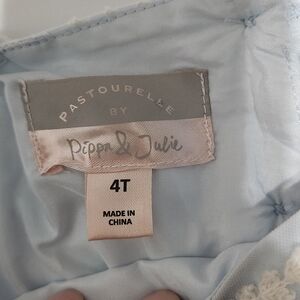 PASTOURELLE
BY
Pippa & Julie
4T
MADE IN
CHINA